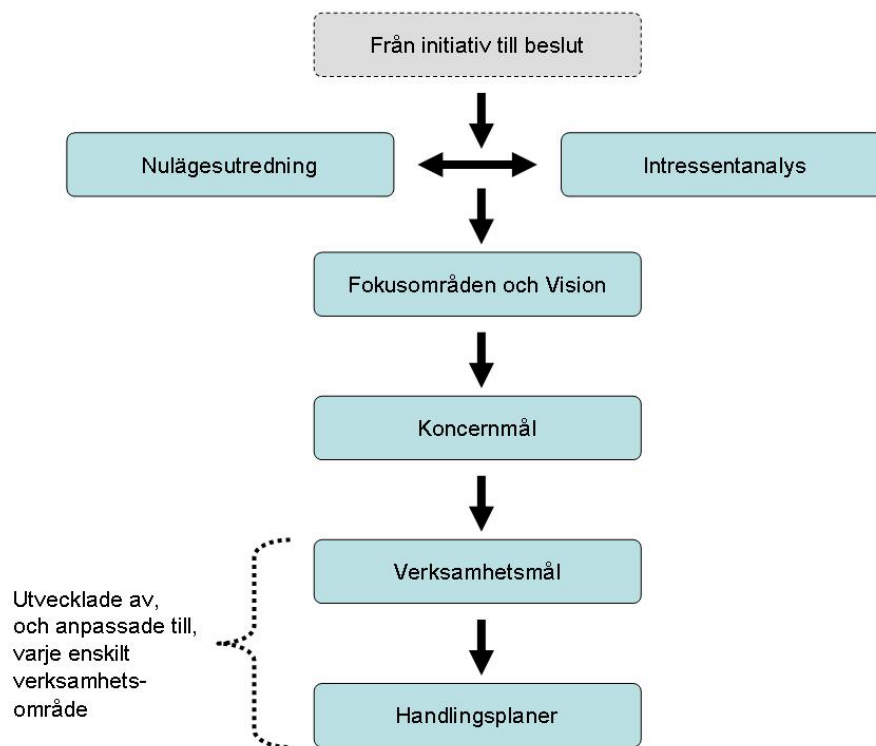 Från initiativ till beslut
Nulägesutredning
Intressentanalys
Fokusområden och Vision
Koncernmål
Verksamhetsmål
Utvecklade av,
och anpassade till,
varje enskilt
verksamhets-
område
Handlingsplaner